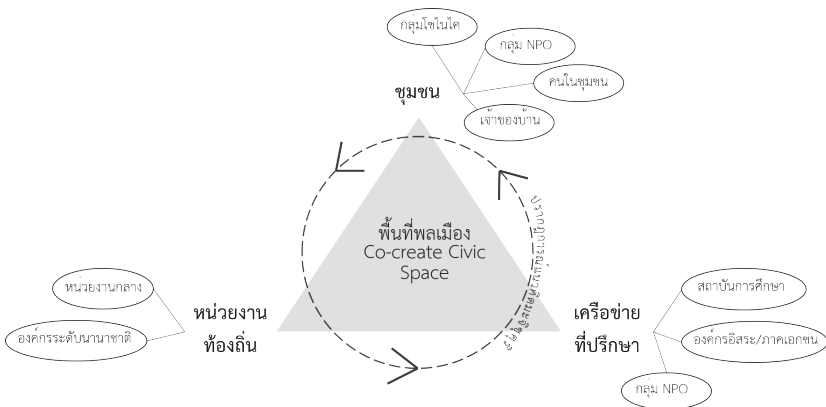 กลุ่มโซไนไค
กลุ่ม NPO
คนในชุมชน
เจ้าของบ้าน
ชุมชน
พื้นที่พลเมือง
Co-create Civic
Space
หน่วยงานกลาง
องค์กรระดับนานาชาติ
หน่วยงาน
ท้องถิ่น
เครือข่าย
ที่ปรึกษา
สถาบันการศึกษา
องค์กรอิสระ/ภาคเอกชน
กลุ่ม NPO